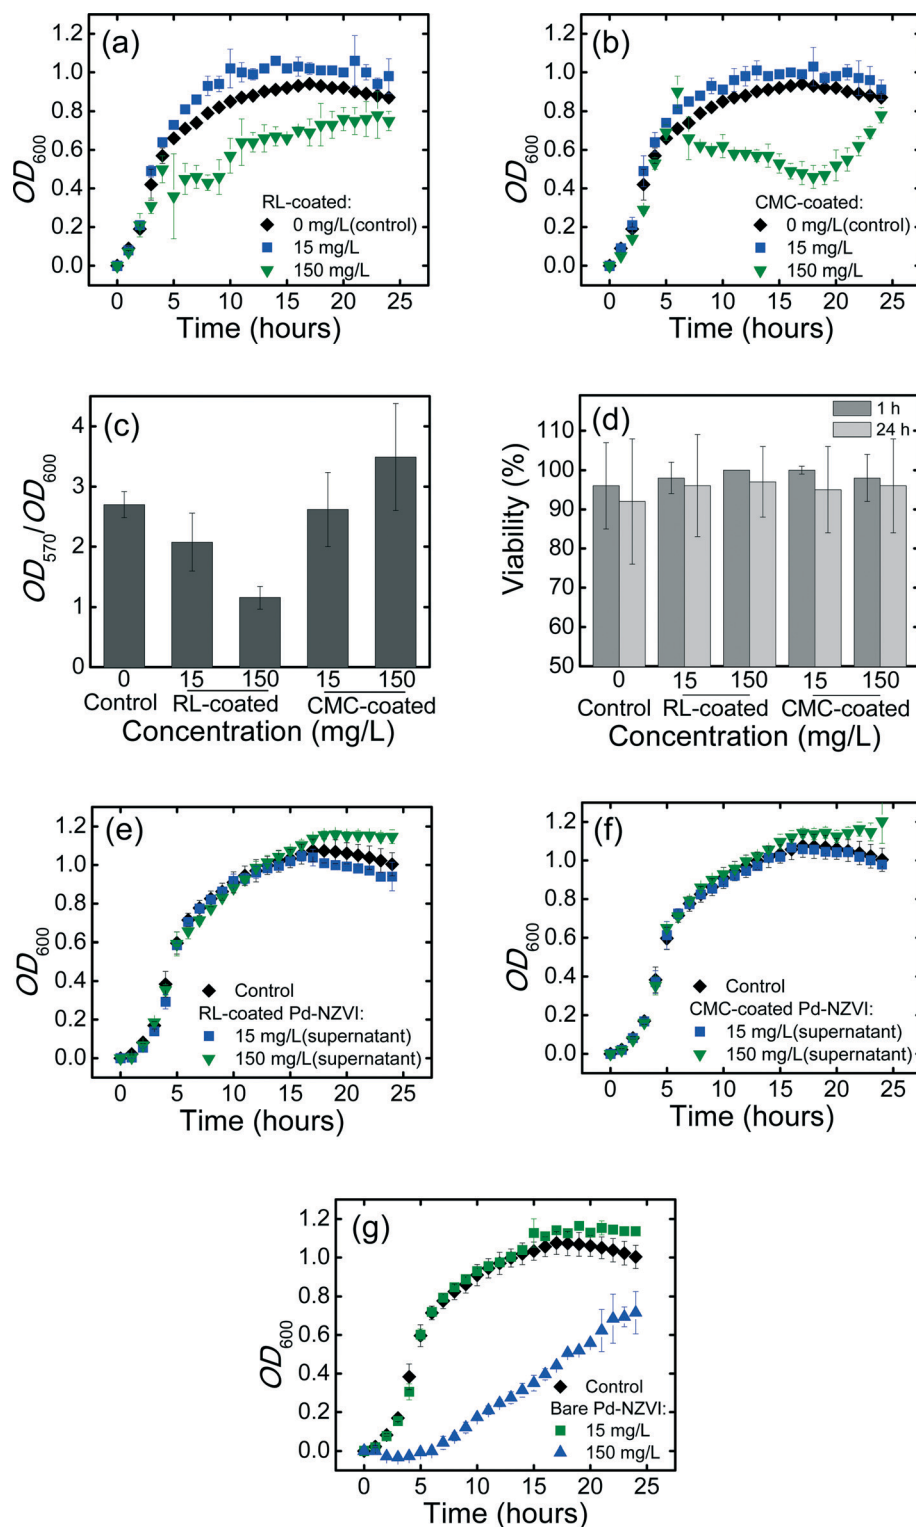 (a)
1.2
1.0
0.8
0.6
0.4
0.2
0.0
OD600
RL-coated:
0 mg/L(control)
15 mg/L
150 mg/L
0 5 10 15 20 25
Time (hours)
(b)
1.2
1.0
0.8
0.6
0.4
0.2
0.0
OD600
CMC-coated:
0 mg/L(control)
15 mg/L
150 mg/L
0 5 10 15 20 25
Time (hours)
(c)
4
3
2
1
0
OD570/OD600
0 15 150 15 150
Control RL-coated CMC-coated
Concentration (mg/L)
(d)
1 h
24 h
110
100
90
80
70
60
50
Viability (%)
0 15 150 15 150
Control RL-coated CMC-coated
Concentration (mg/L)
(e)
1.2
1.0
0.8
0.6
0.4
0.2
0.0
OD600
Control
RL-coated Pd-NZVI:
15 mg/L(supernatant)
150 mg/L(supernatant)
0 5 10 15 20 25
Time (hours)
(f)
1.2
1.0
0.8
0.6
0.4
0.2
0.0
OD600
Control
CMC-coated Pd-NZVI:
15 mg/L(supernatant)
150 mg/L(supernatant)
0 5 10 15 20 25
Time (hours)
(g)
1.2
1.0
0.8
0.6
0.4
0.2
0.0
OD600
Control
Bare Pd-NZVI:
15 mg/L
150 mg/L
0 5 10 15 20 25
Time (hours)